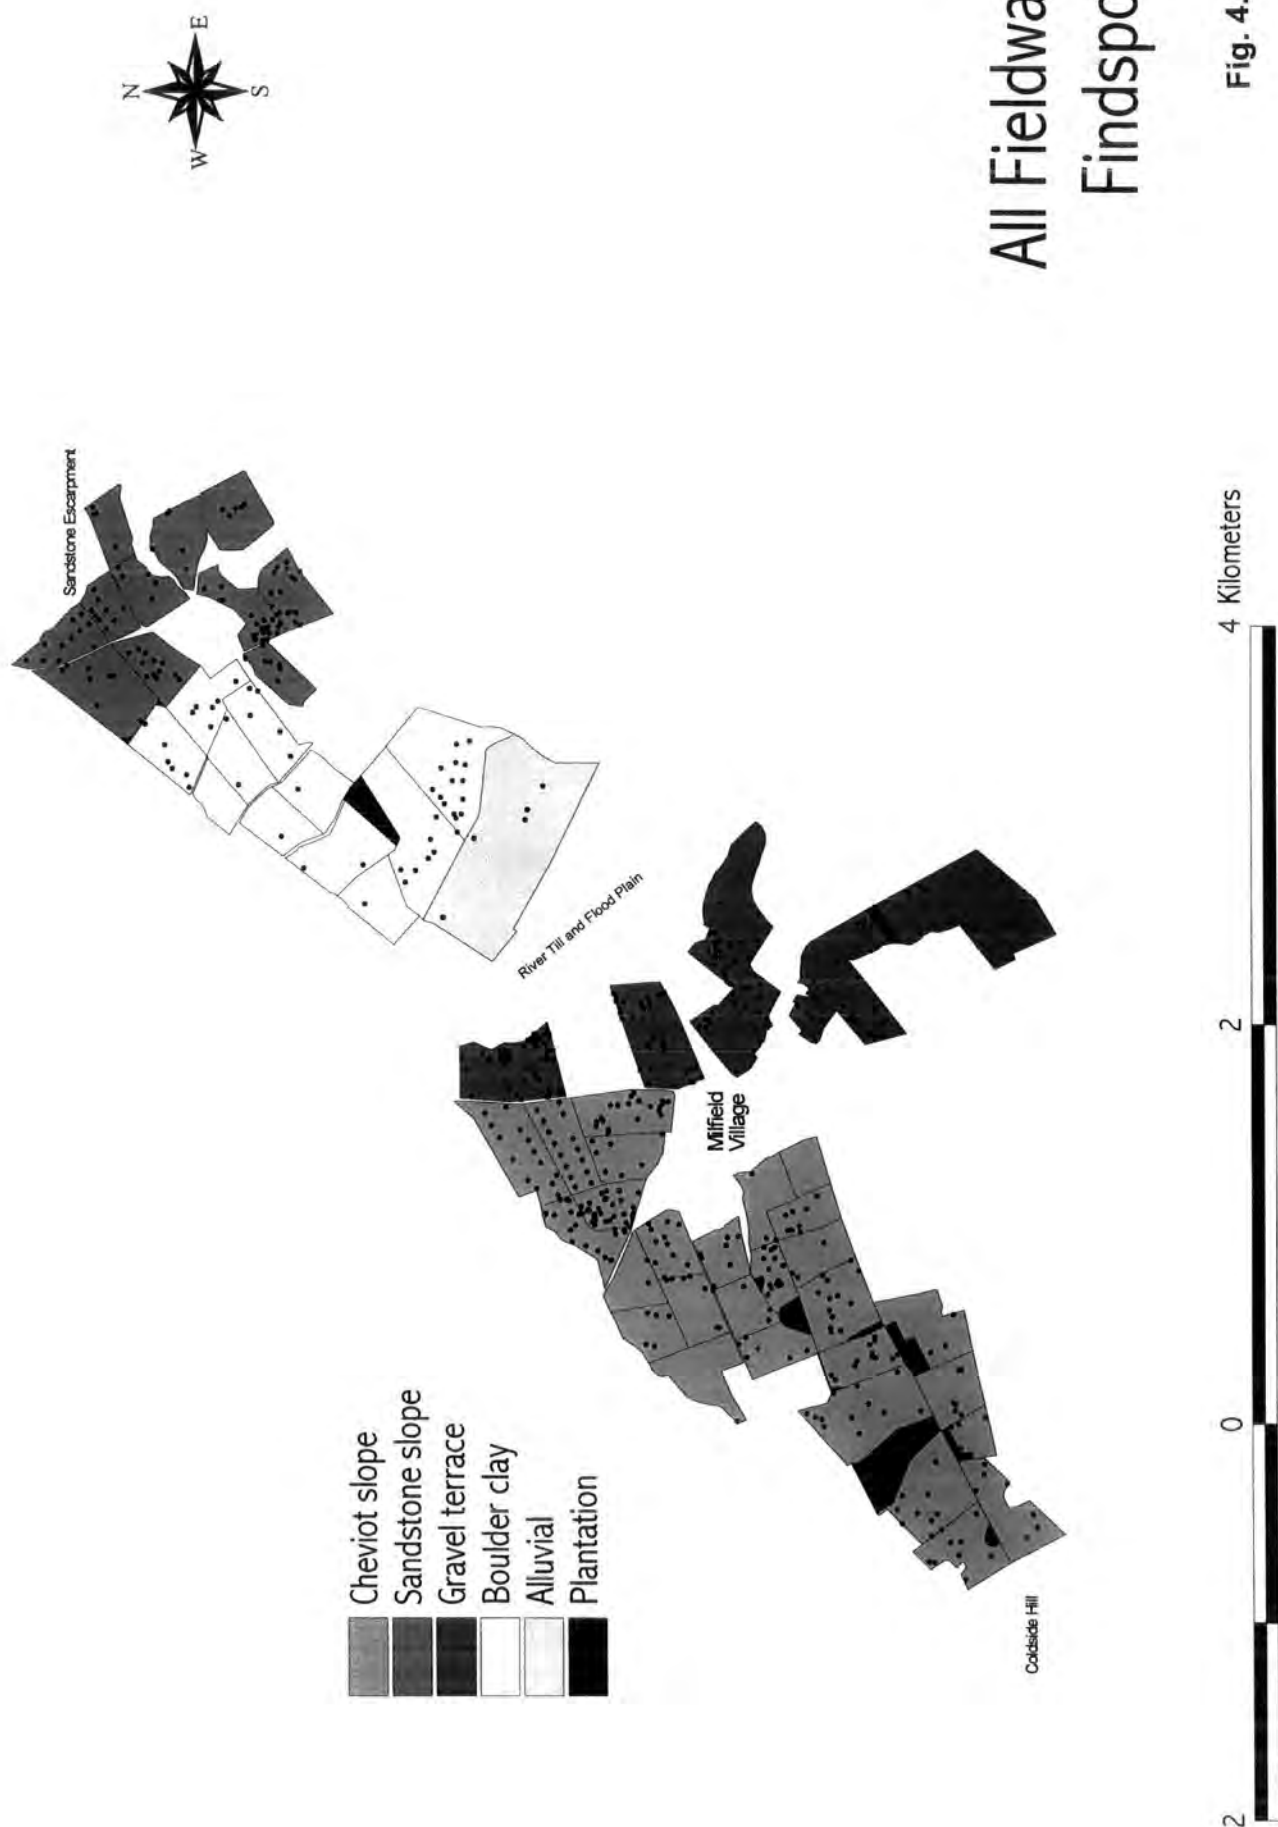 N
W
E
S
Sandstone Escarpment
River Till and Flood Plain
Milfield
Village
Coldside Hill
Cheviot slope
Sandstone slope
Gravel terrace
Boulder clay
Alluvial
Plantation
2
0
2
4 Kilometers
All Fieldwa
Findspo
Fig. 4.